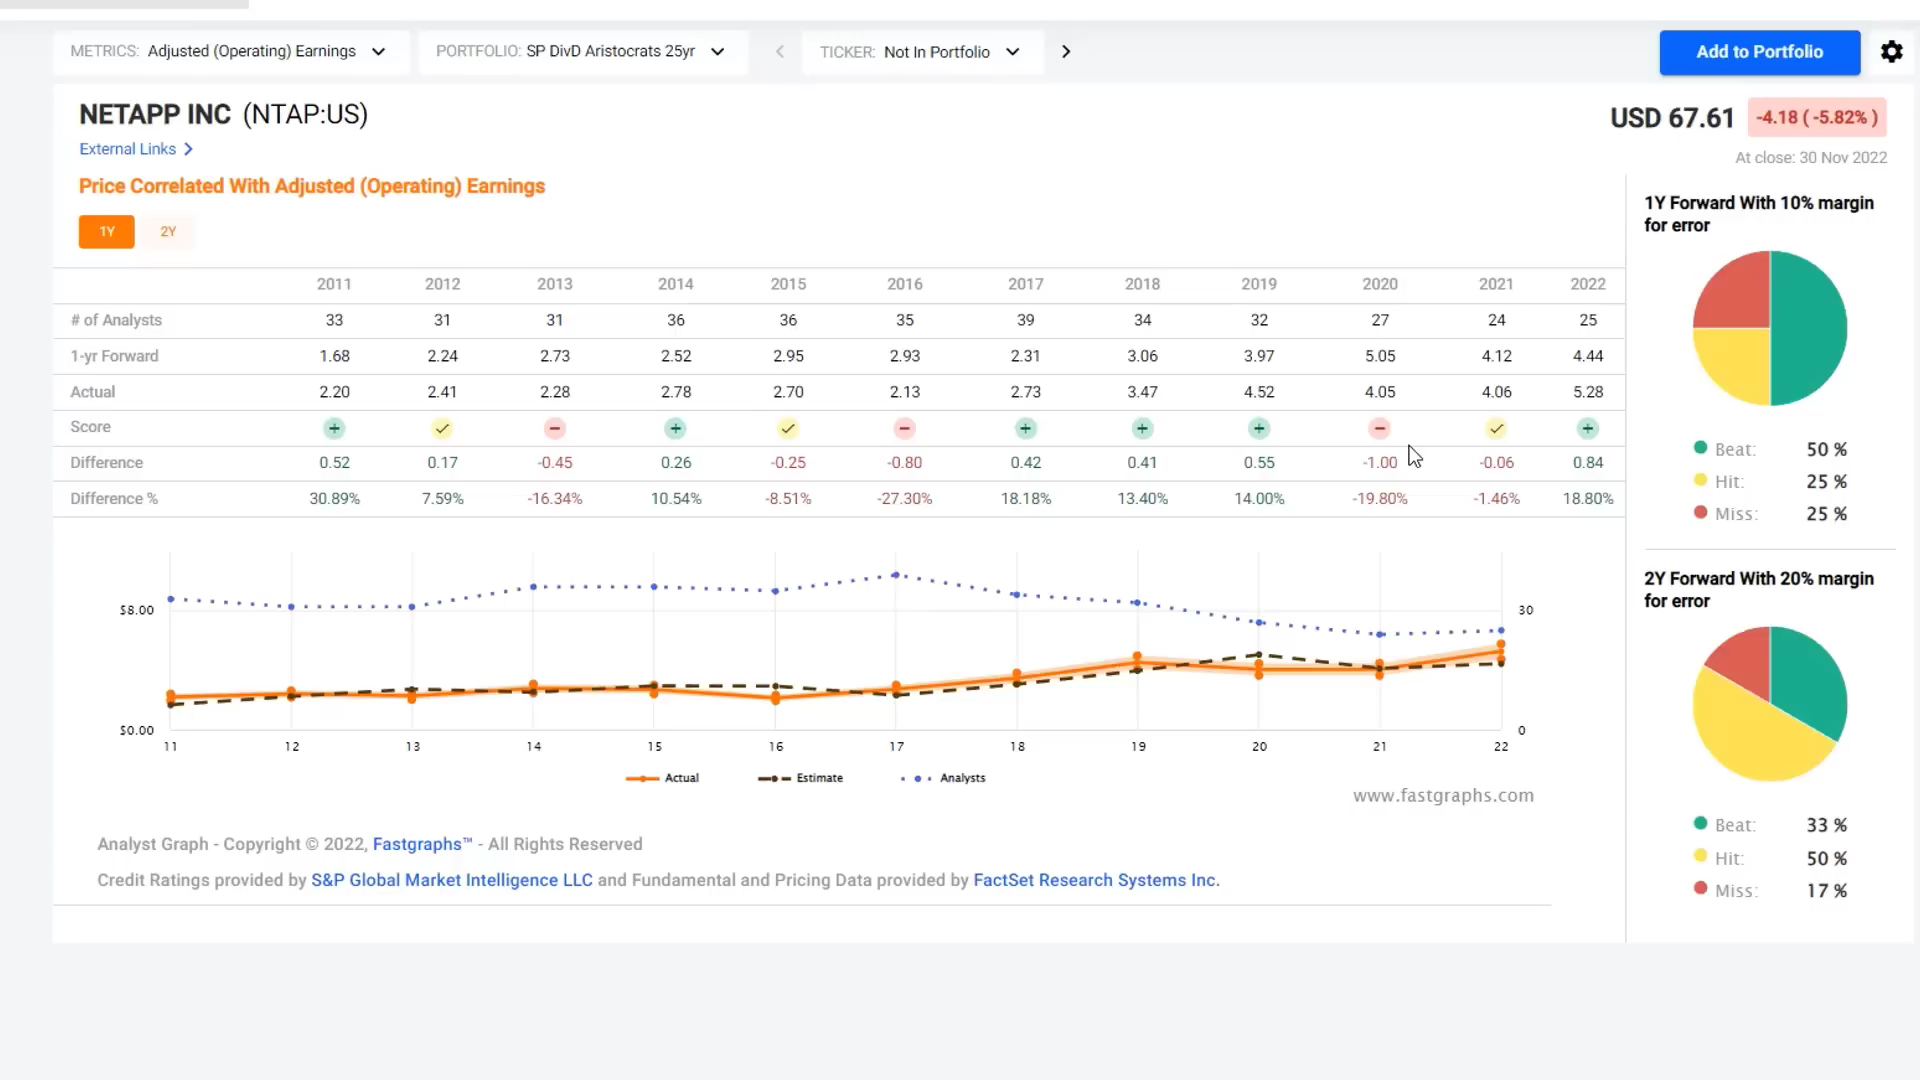 METRICS: Adjusted (Operating) Earnings PORTFOLIO: SP DivD Aristocrats 25yr TICKER: Not In Portfolio Add to Portfolio
NETAPP INC (NTAP:US)
USD 67.61 -4.18 ( -5.82% )
External Links
At close: 30 Nov 2022
Price Correlated With Adjusted (Operating) Earnings
1Y 2Y
2011 2012 2013 2014 2015 2016 2017 2018 2019 2020 2021 2022
# of Analysts 33 31 31 36 36 35 39 34 32 27 24 25
1-yr Forward 1.68 2.24 2.73 2.52 2.95 2.93 2.31 3.06 3.97 5.05 4.12 4.44
Actual 2.20 2.41 2.28 2.78 2.70 2.13 2.73 3.47 4.52 4.05 4.06 5.28
Score
Difference 0.52 0.17 -0.45 0.26 -0.25 -0.80 0.42 0.41 0.55 -1.00 -0.06 0.84
Difference % 30.89% 7.59% -16.34% 10.54% -8.51% -27.30% 18.18% 13.40% 14.00% -19.80% -1.46% 18.80%
$8.00 30
$0.00 0
11 12 13 14 15 16 17 18 19 20 21 22
Actual Estimate Analysts
www.fastgraphs.com
Analyst Graph - Copyright © 2022, Fastgraphs™ - All Rights Reserved
Credit Ratings provided by S&P Global Market Intelligence LLC and Fundamental and Pricing Data provided by FactSet Research Systems Inc.
1Y Forward With 10% margin
for error
Beat: 50 %
Hit: 25 %
Miss: 25 %
2Y Forward With 20% margin
for error
Beat: 33 %
Hit: 50 %
Miss: 17 %